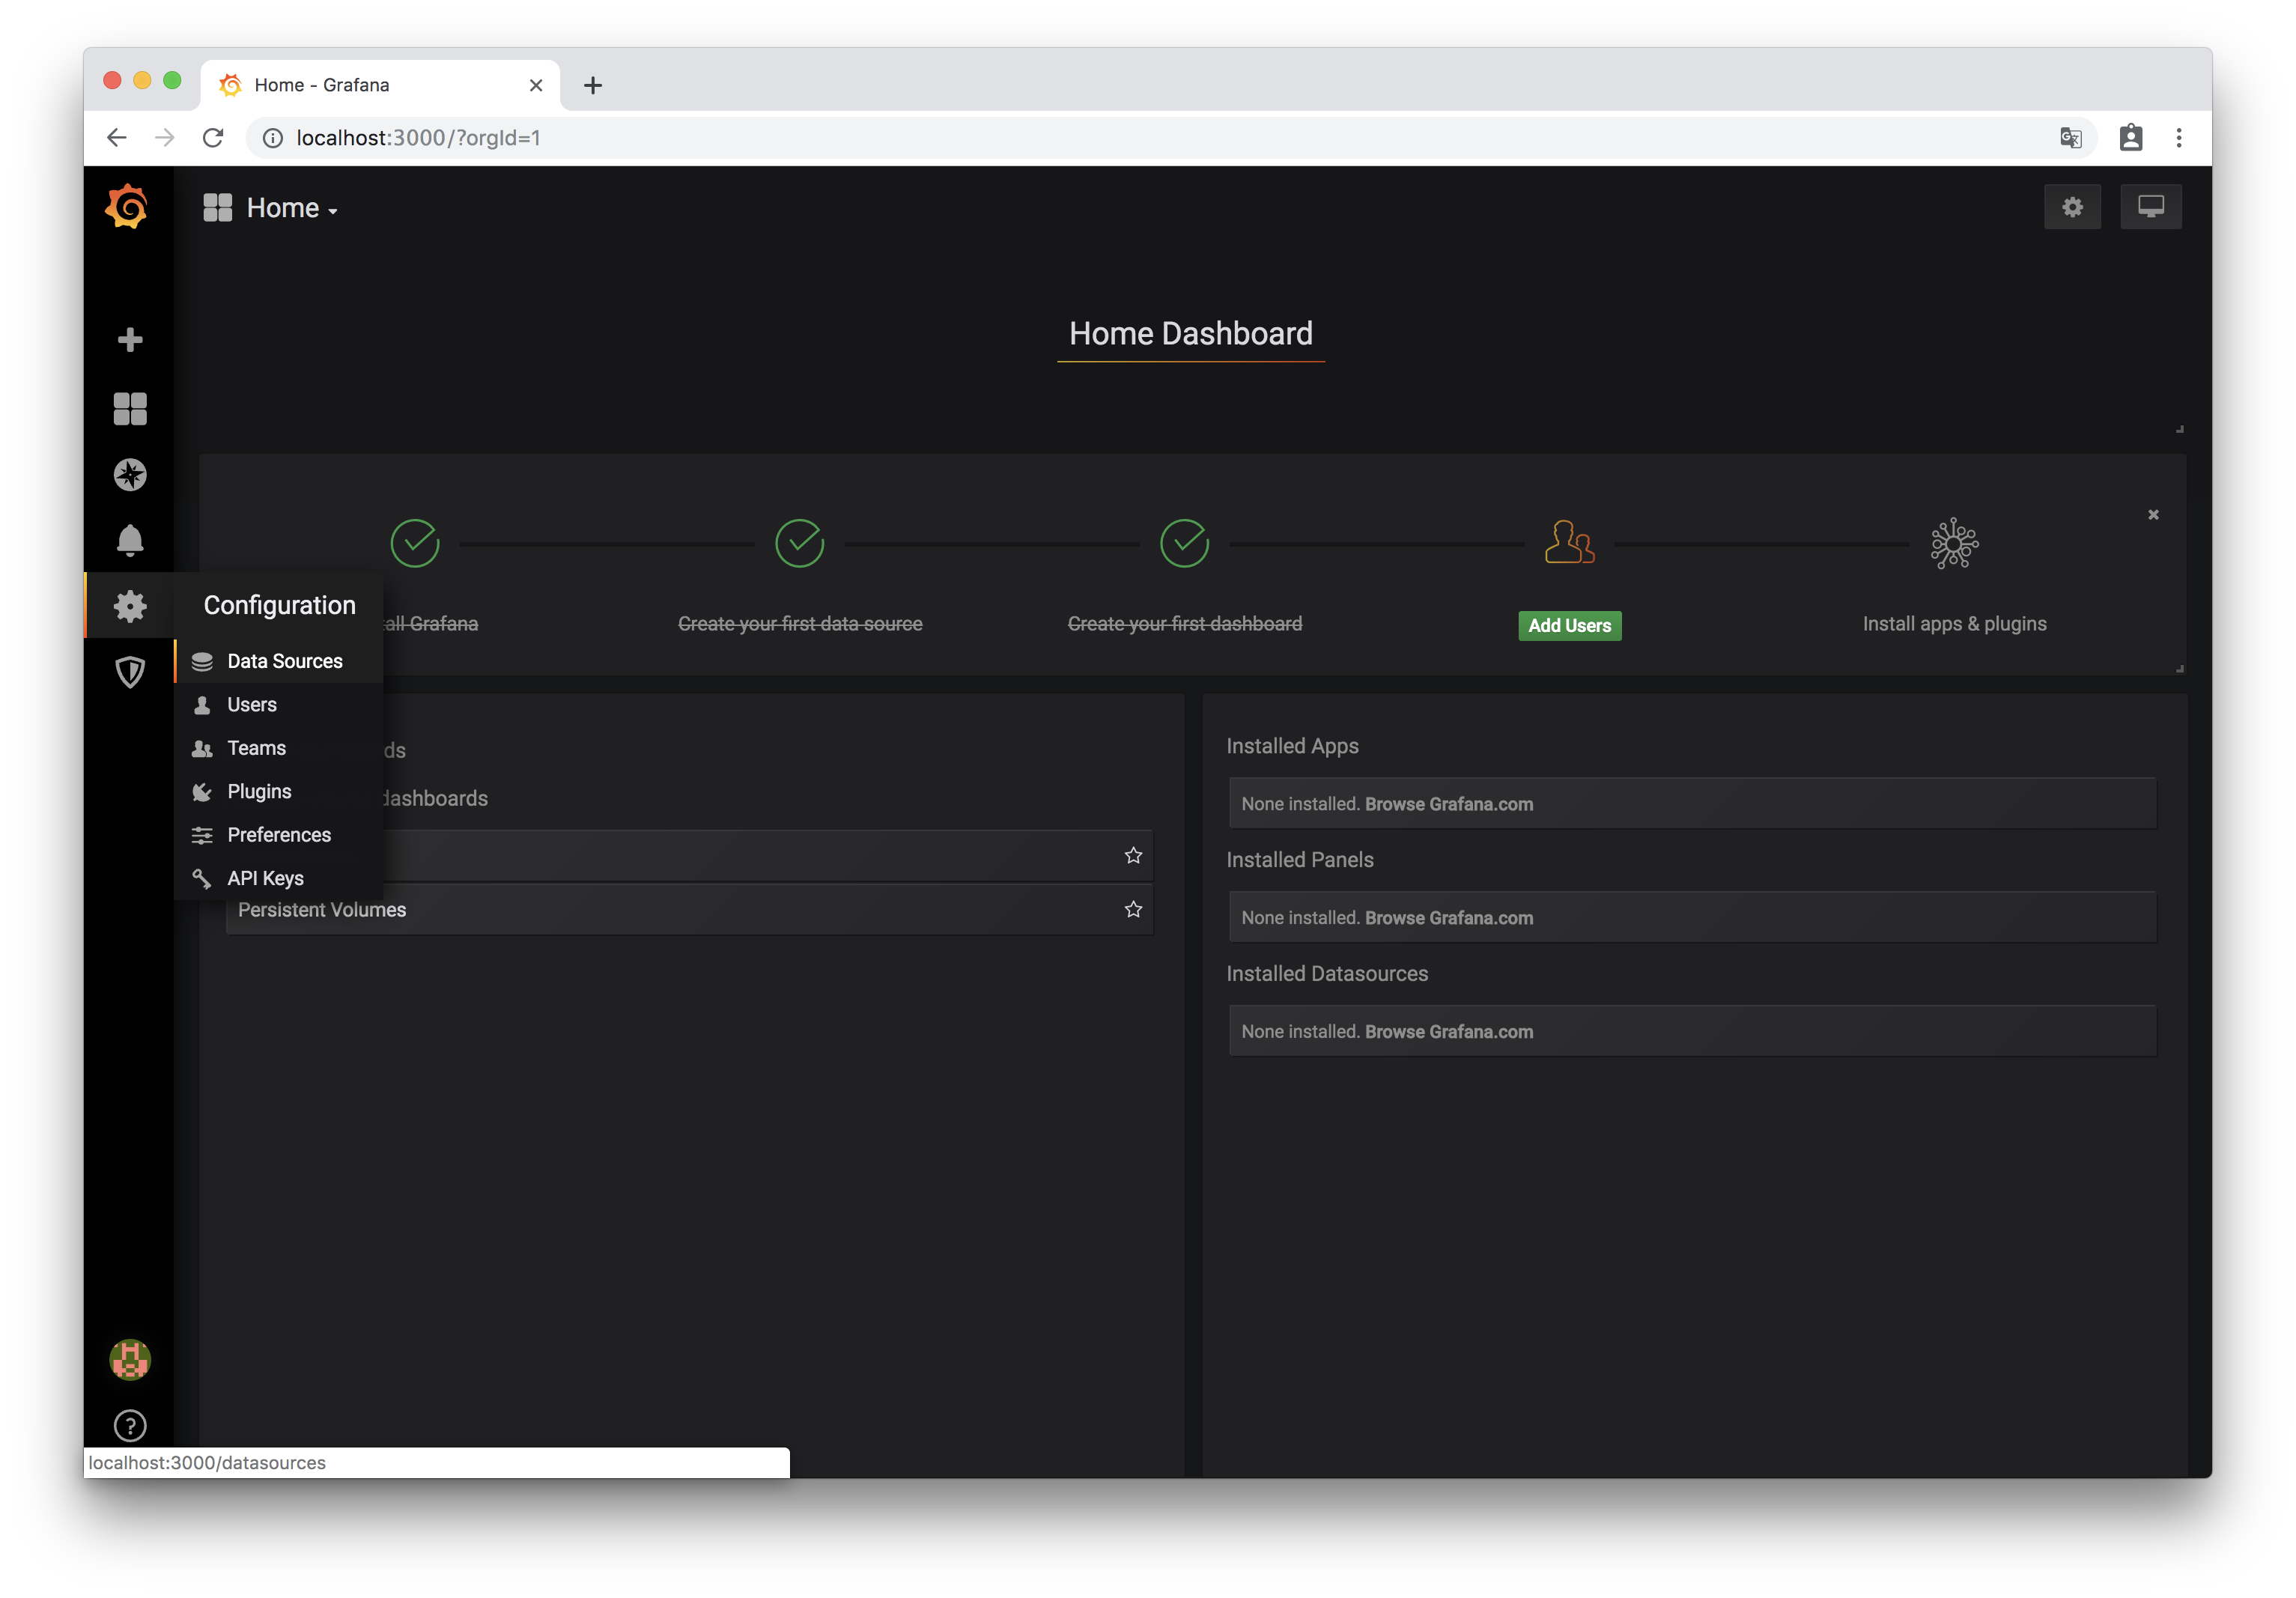 Home - Grafana
localhost:3000/?orgId=1
Home
Home Dashboard
Configuration
Data Sources
Users
Teams
Plugins
Preferences
API Keys
Grafana
Create your first data source
Create your first dashboard
Add Users
Install apps & plugins
dashboards
Persistent Volumes
Installed Apps
None installed. Browse Grafana.com
Installed Panels
None installed. Browse Grafana.com
Installed Datasources
None installed. Browse Grafana.com
?
localhost:3000/datasources